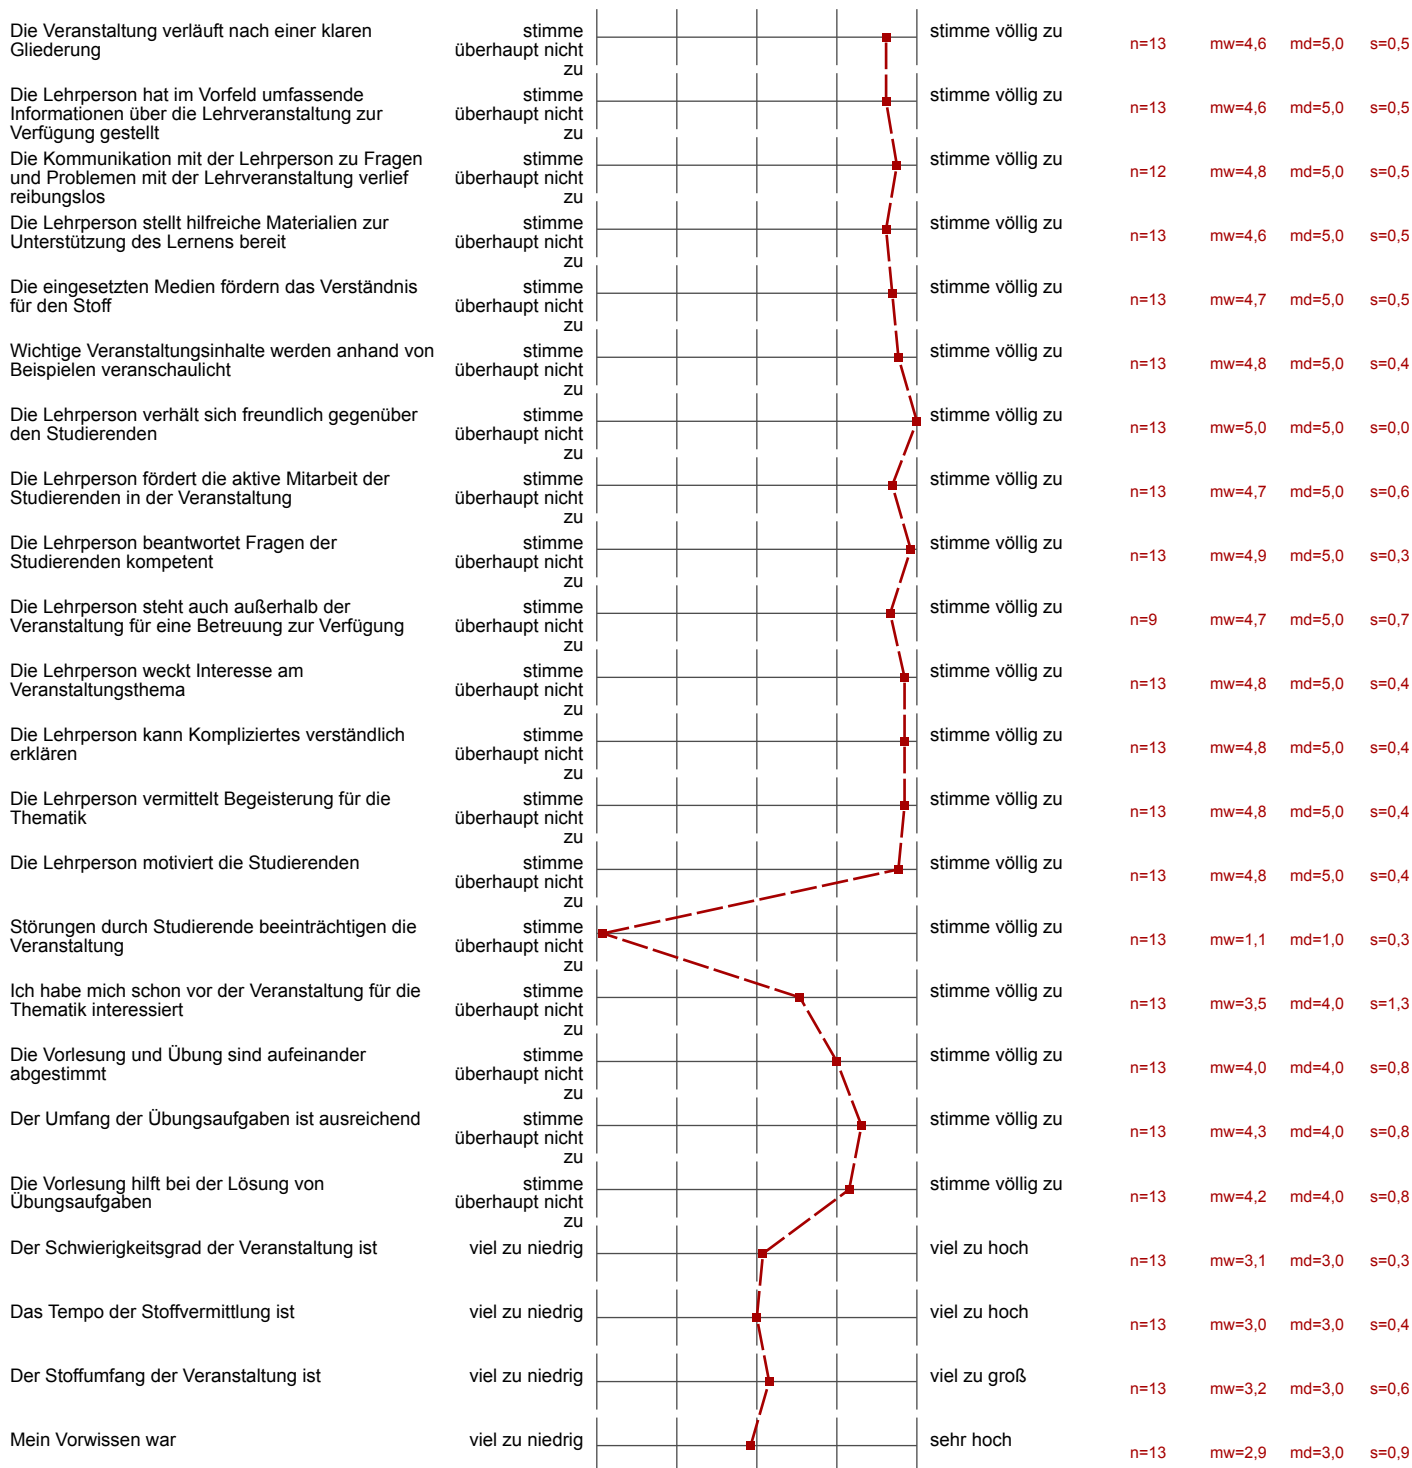 Die Veranstaltung verläuft nach einer klaren
Gliederung
stimme
überhaupt nicht
zu
stimme völlig zu
n=13 mw=4,6 md=5,0 s=0,5
Die Lehrperson hat im Vorfeld umfassende
Informationen über die Lehrveranstaltung zur
Verfügung gestellt
stimme
überhaupt nicht
zu
stimme völlig zu
n=13 mw=4,6 md=5,0 s=0,5
Die Kommunikation mit der Lehrperson zu Fragen
und Problemen mit der Lehrveranstaltung verlief
reibungslos
stimme
überhaupt nicht
zu
stimme völlig zu
n=12 mw=4,8 md=5,0 s=0,5
Die Lehrperson stellt hilfreiche Materialien zur
Unterstützung des Lernens bereit
stimme
überhaupt nicht
zu
stimme völlig zu
n=13 mw=4,6 md=5,0 s=0,5
Die eingesetzten Medien fördern das Verständnis
für den Stoff
stimme
überhaupt nicht
zu
stimme völlig zu
n=13 mw=4,7 md=5,0 s=0,5
Wichtige Veranstaltungsinhalte werden anhand von
Beispielen veranschaulicht
stimme
überhaupt nicht
zu
stimme völlig zu
n=13 mw=4,8 md=5,0 s=0,4
Die Lehrperson verhält sich freundlich gegenüber
den Studierenden
stimme
überhaupt nicht
zu
stimme völlig zu
n=13 mw=5,0 md=5,0 s=0,0
Die Lehrperson fördert die aktive Mitarbeit der
Studierenden in der Veranstaltung
stimme
überhaupt nicht
zu
stimme völlig zu
n=13 mw=4,7 md=5,0 s=0,6
Die Lehrperson beantwortet Fragen der
Studierenden kompetent
stimme
überhaupt nicht
zu
stimme völlig zu
n=13 mw=4,9 md=5,0 s=0,3
Die Lehrperson steht auch außerhalb der
Veranstaltung für eine Betreuung zur Verfügung
stimme
überhaupt nicht
zu
stimme völlig zu
n=9 mw=4,7 md=5,0 s=0,7
Die Lehrperson weckt Interesse am
Veranstaltungsthema
stimme
überhaupt nicht
zu
stimme völlig zu
n=13 mw=4,8 md=5,0 s=0,4
Die Lehrperson kann Kompliziertes verständlich
erklären
stimme
überhaupt nicht
zu
stimme völlig zu
n=13 mw=4,8 md=5,0 s=0,4
Die Lehrperson vermittelt Begeisterung für die
Thematik
stimme
überhaupt nicht
zu
stimme völlig zu
n=13 mw=4,8 md=5,0 s=0,4
Die Lehrperson motiviert die Studierenden
stimme
überhaupt nicht
zu
stimme völlig zu
n=13 mw=4,8 md=5,0 s=0,4
Störungen durch Studierende beeinträchtigen die
Veranstaltung
stimme
überhaupt nicht
zu
stimme völlig zu
n=13 mw=1,1 md=1,0 s=0,3
Ich habe mich schon vor der Veranstaltung für die
Thematik interessiert
stimme
überhaupt nicht
zu
stimme völlig zu
n=13 mw=3,5 md=4,0 s=1,3
Die Vorlesung und Übung sind aufeinander
abgestimmt
stimme
überhaupt nicht
zu
stimme völlig zu
n=13 mw=4,0 md=4,0 s=0,8
Der Umfang der Übungsaufgaben ist ausreichend
stimme
überhaupt nicht
zu
stimme völlig zu
n=13 mw=4,3 md=4,0 s=0,8
Die Vorlesung hilft bei der Lösung von
Übungsaufgaben
stimme
überhaupt nicht
zu
stimme völlig zu
n=13 mw=4,2 md=4,0 s=0,8
Der Schwierigkeitsgrad der Veranstaltung ist
viel zu niedrig
viel zu hoch
n=13 mw=3,1 md=3,0 s=0,3
Das Tempo der Stoffvermittlung ist
viel zu niedrig
viel zu hoch
n=13 mw=3,0 md=3,0 s=0,4
Der Stoffumfang der Veranstaltung ist
viel zu niedrig
viel zu groß
n=13 mw=3,2 md=3,0 s=0,6
Mein Vorwissen war
viel zu niedrig
sehr hoch
n=13 mw=2,9 md=3,0 s=0,9